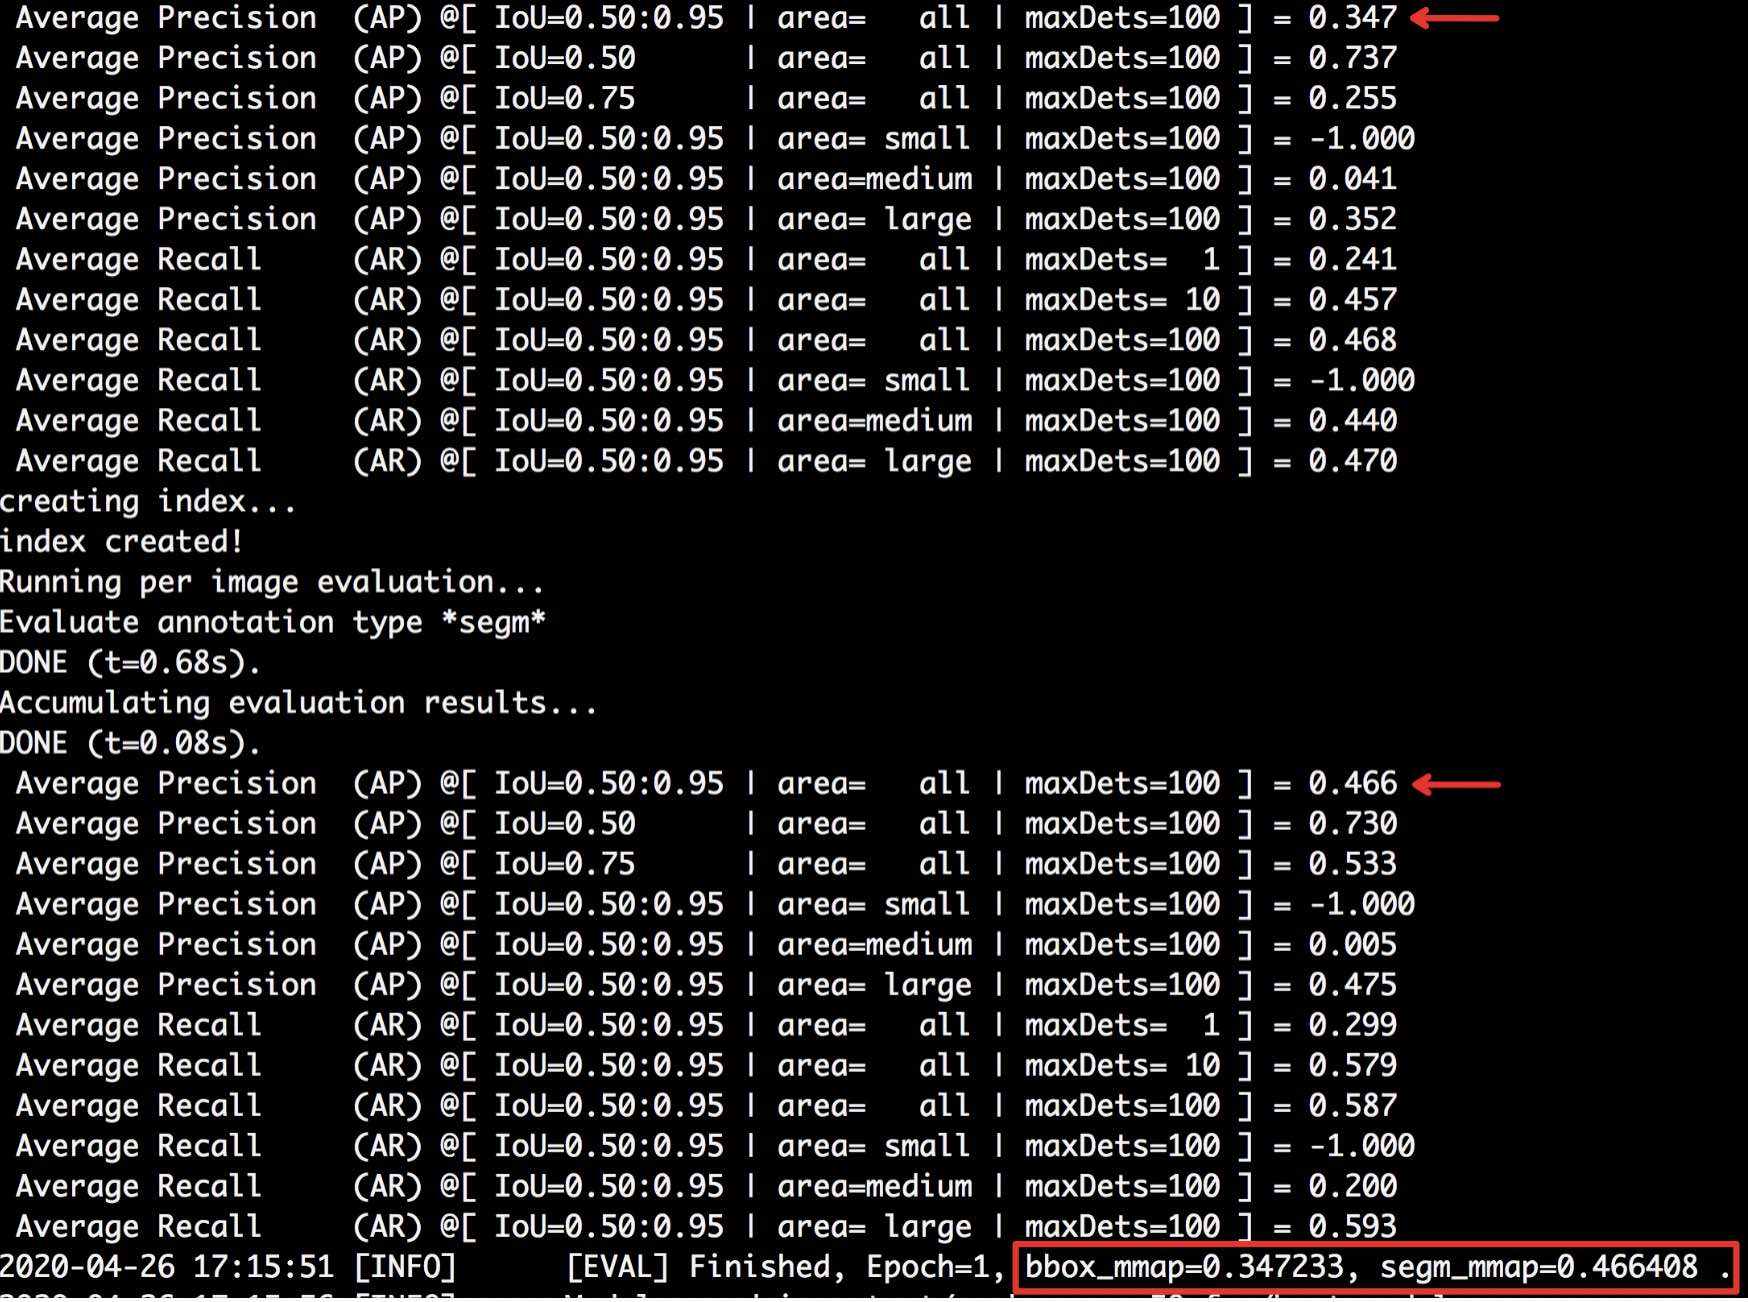 Average Precision  (AP) @[ IoU=0.50:0.95 | area=   all | maxDets=100 ] = 0.347
Average Precision  (AP) @[ IoU=0.50      | area=   all | maxDets=100 ] = 0.737
Average Precision  (AP) @[ IoU=0.75      | area=   all | maxDets=100 ] = 0.255
Average Precision  (AP) @[ IoU=0.50:0.95 | area= small | maxDets=100 ] = -1.000
Average Precision  (AP) @[ IoU=0.50:0.95 | area=medium | maxDets=100 ] = 0.041
Average Precision  (AP) @[ IoU=0.50:0.95 | area= large | maxDets=100 ] = 0.352
Average Recall     (AR) @[ IoU=0.50:0.95 | area=   all | maxDets=  1 ] = 0.241
Average Recall     (AR) @[ IoU=0.50:0.95 | area=   all | maxDets= 10 ] = 0.457
Average Recall     (AR) @[ IoU=0.50:0.95 | area=   all | maxDets=100 ] = 0.468
Average Recall     (AR) @[ IoU=0.50:0.95 | area= small | maxDets=100 ] = -1.000
Average Recall     (AR) @[ IoU=0.50:0.95 | area=medium | maxDets=100 ] = 0.440
Average Recall     (AR) @[ IoU=0.50:0.95 | area= large | maxDets=100 ] = 0.470
creating index...
index created!
Running per image evaluation...
Evaluate annotation type *segm*
DONE (t=0.68s).
Accumulating evaluation results...
DONE (t=0.08s).
Average Precision  (AP) @[ IoU=0.50:0.95 | area=   all | maxDets=100 ] = 0.466
Average Precision  (AP) @[ IoU=0.50      | area=   all | maxDets=100 ] = 0.730
Average Precision  (AP) @[ IoU=0.75      | area=   all | maxDets=100 ] = 0.533
Average Precision  (AP) @[ IoU=0.50:0.95 | area= small | maxDets=100 ] = -1.000
Average Precision  (AP) @[ IoU=0.50:0.95 | area=medium | maxDets=100 ] = 0.005
Average Precision  (AP) @[ IoU=0.50:0.95 | area= large | maxDets=100 ] = 0.475
Average Recall     (AR) @[ IoU=0.50:0.95 | area=   all | maxDets=  1 ] = 0.299
Average Recall     (AR) @[ IoU=0.50:0.95 | area=   all | maxDets= 10 ] = 0.579
Average Recall     (AR) @[ IoU=0.50:0.95 | area=   all | maxDets=100 ] = 0.587
Average Recall     (AR) @[ IoU=0.50:0.95 | area= small | maxDets=100 ] = -1.000
Average Recall     (AR) @[ IoU=0.50:0.95 | area=medium | maxDets=100 ] = 0.200
Average Recall     (AR) @[ IoU=0.50:0.95 | area= large | maxDets=100 ] = 0.593
2020-04-26 17:15:51 [INFO]      [EVAL] Finished, Epoch=1, bbox_mmap=0.347233, segm_mmap=0.466408 .